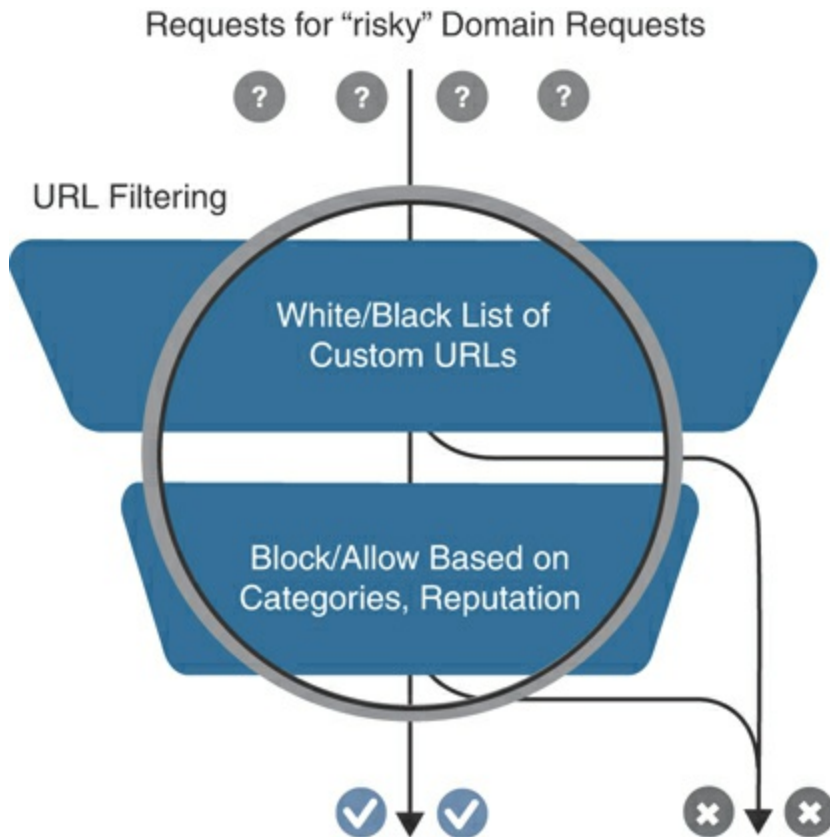 Requests for “risky” Domain Requests
? ? ? ?
URL Filtering
White/Black List of
Custom URLs
Block/Allow Based on
Categories, Reputation